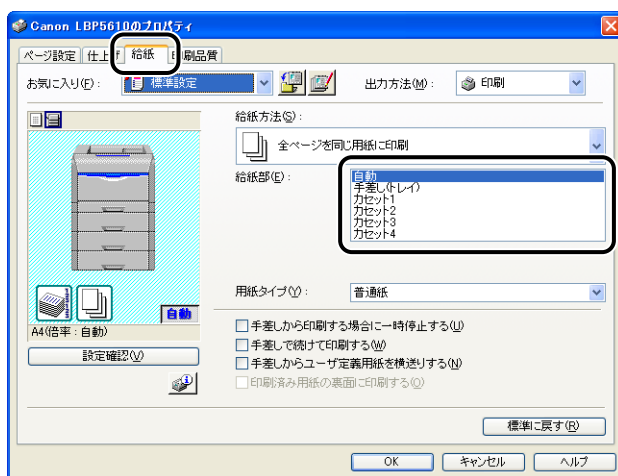 Canon LBP5610のプロパティ
ページ設定 仕上げ 給紙 印刷品質
お気に入り(F): 標準設定 出力方法(M): 印刷
給紙方法(S):
全ページを同じ用紙に印刷
給紙部(E):
自動
手差し(トレイ)
カセット1
カセット2
カセット3
カセット4
自動
用紙タイプ(Y): 普通紙
A4(倍率:自動)
設定確認(V)
手差しから印刷する場合に一時停止する(U)
手差しで続けて印刷する(W)
手差しからユーザ定義用紙を横送りする(N)
印刷済み用紙の裏面に印刷する(O)
標準に戻す(R)
OK キャンセル ヘルプ